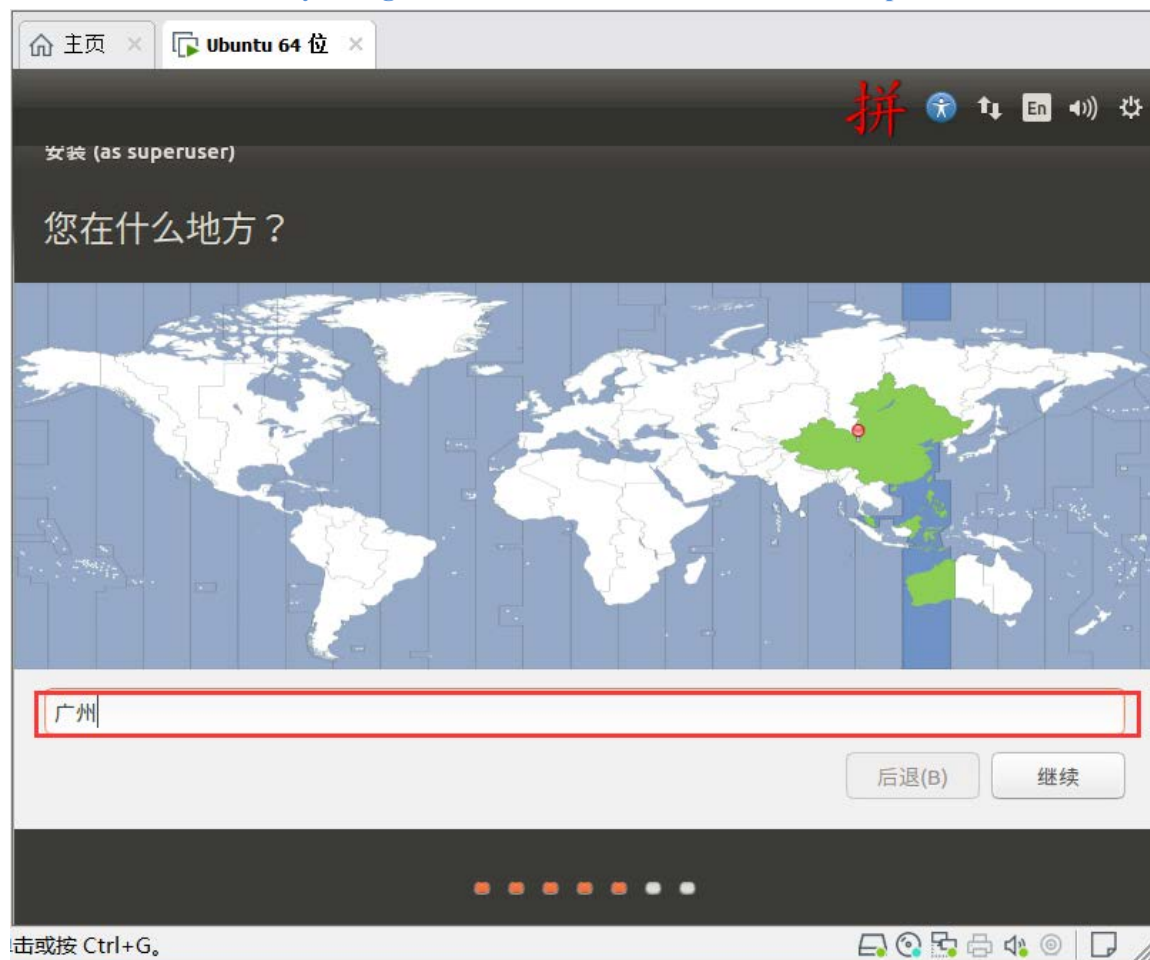 主页
Ubuntu 64 位
拼
En
安装 (as superuser)
您在什么地方？
广州
后退(B)
继续
击或按 Ctrl+G。